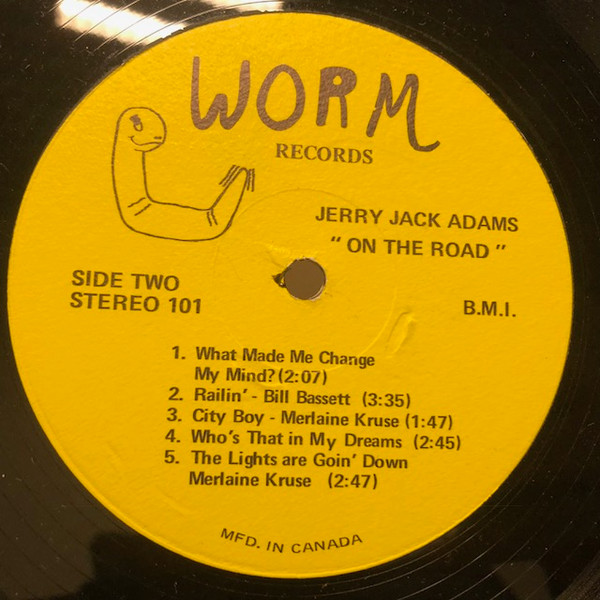 WORM
RECORDS
JERRY JACK ADAMS
" ON THE ROAD "
SIDE TWO
STEREO 101
B.M.I.
1. What Made Me Change
My Mind? (2:07)
2. Railin' - Bill Bassett (3:35)
3. City Boy - Merlaine Kruse (1:47)
4. Who's That in My Dreams (2:45)
5. The Lights are Goin' Down
Merlaine Kruse (2:47)
MFD. IN CANADA